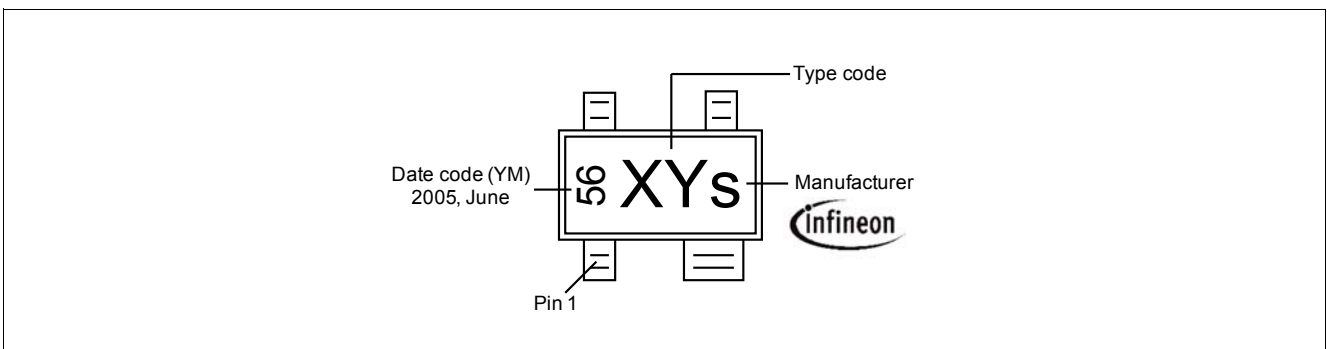 Type code
Date code (YM)
2005, June
56
XYs
Manufacturer
infineon
Pin 1